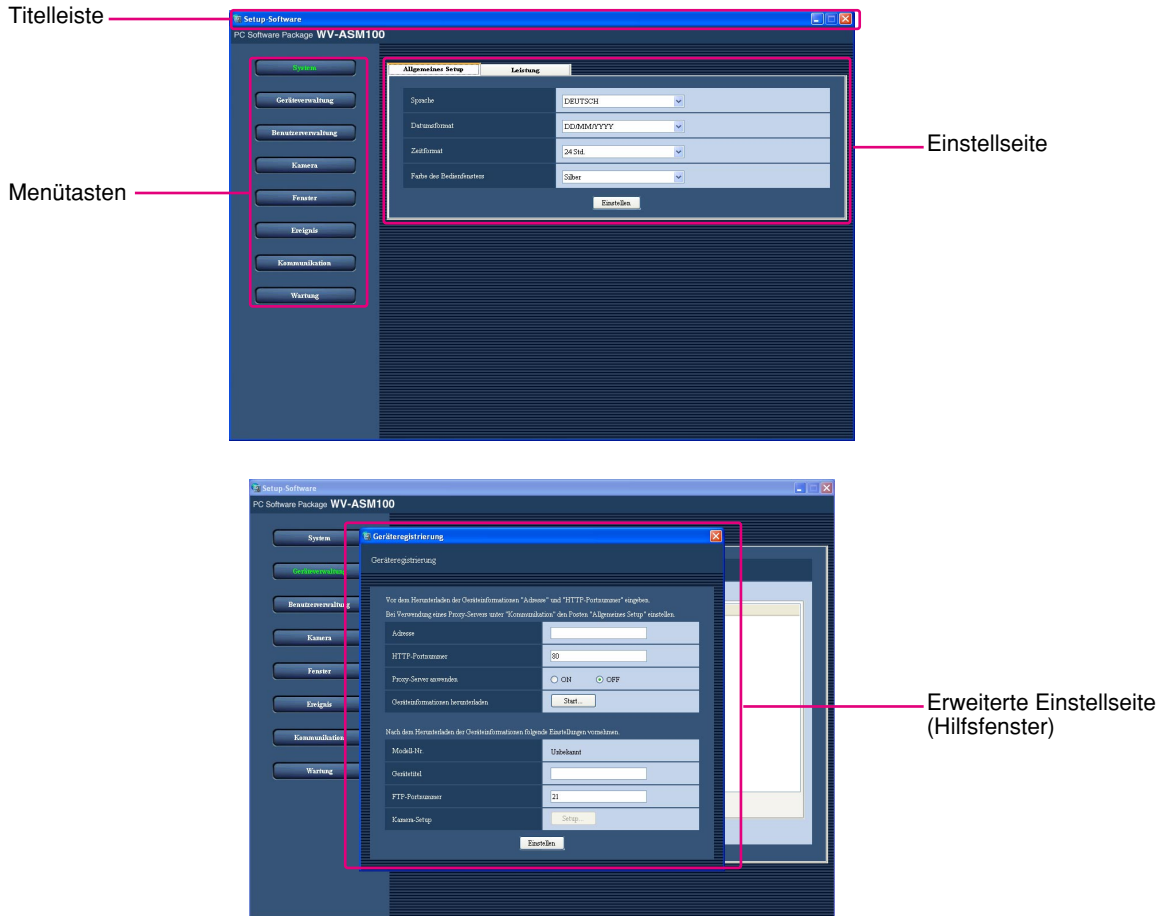 Titelleiste
Setup-Software
PC Software Package WV-ASM100
System
Geräteverwaltung
Benutzerverwaltung
Kamera
Fenster
Ereignis
Kommunikation
Wartung
Menütasten
Allgemeines Setup
Leistung
Sprache
DEUTSCH
Datumsformat
DD/MM/YYYY
Zeitformat
24 Std.
Farbe des Bedienfensters
Silber
Einstellen
Einstellseite
Setup-Software
PC Software Package WV-ASM100
System
Geräteverwaltung
Benutzerverwaltung
Kamera
Fenster
Ereignis
Kommunikation
Wartung
Geräteregistrierung
Geräteregistrierung
Vor dem Herunterladen der Geräteinformationen "Adresse" und "HTTP-Portnummer" eingeben.
Bei Verwendung eines Proxy-Servers unter "Kommunikation" den Posten "Allgemeines Setup" einstellen.
Adresse
HTTP-Portnummer
80
Proxy-Server anwenden
ON
OFF
Geräteinformationen herunterladen
Start...
Nach dem Herunterladen der Geräteinformationen folgende Einstellungen vornehmen.
Modell-Nr.
Unbekannt
Gerätetitel
FTP-Portnummer
21
Kamera-Setup
Setup...
Einstellen
Erweiterte Einstellseite
(Hilfsfenster)